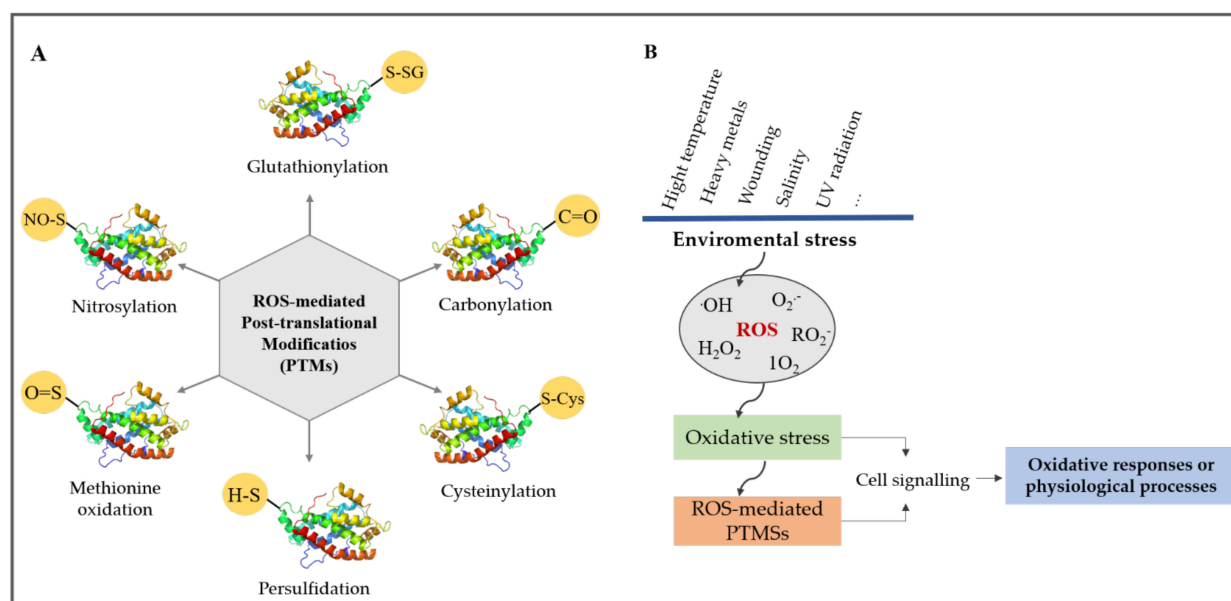 A
S-SG
Glutathionylation
NO-S
Nitrosylation
C=O
Carbonylation
ROS-mediated
Post-translational
Modificatios
(PTMs)
O=S
Methionine
oxidation
S-Cys
Cysteinylation
H-S
Persulfidation
B
Hight temperature
Heavy metals
Wounding
Salinity
UV radiation
...
Enviromental stress
·OH
O₂·⁻
ROS
RO₂⁻
H₂O₂
1O₂
Oxidative stress
Cell signalling
Oxidative responses or
physiological processes
ROS-mediated
PTMSs